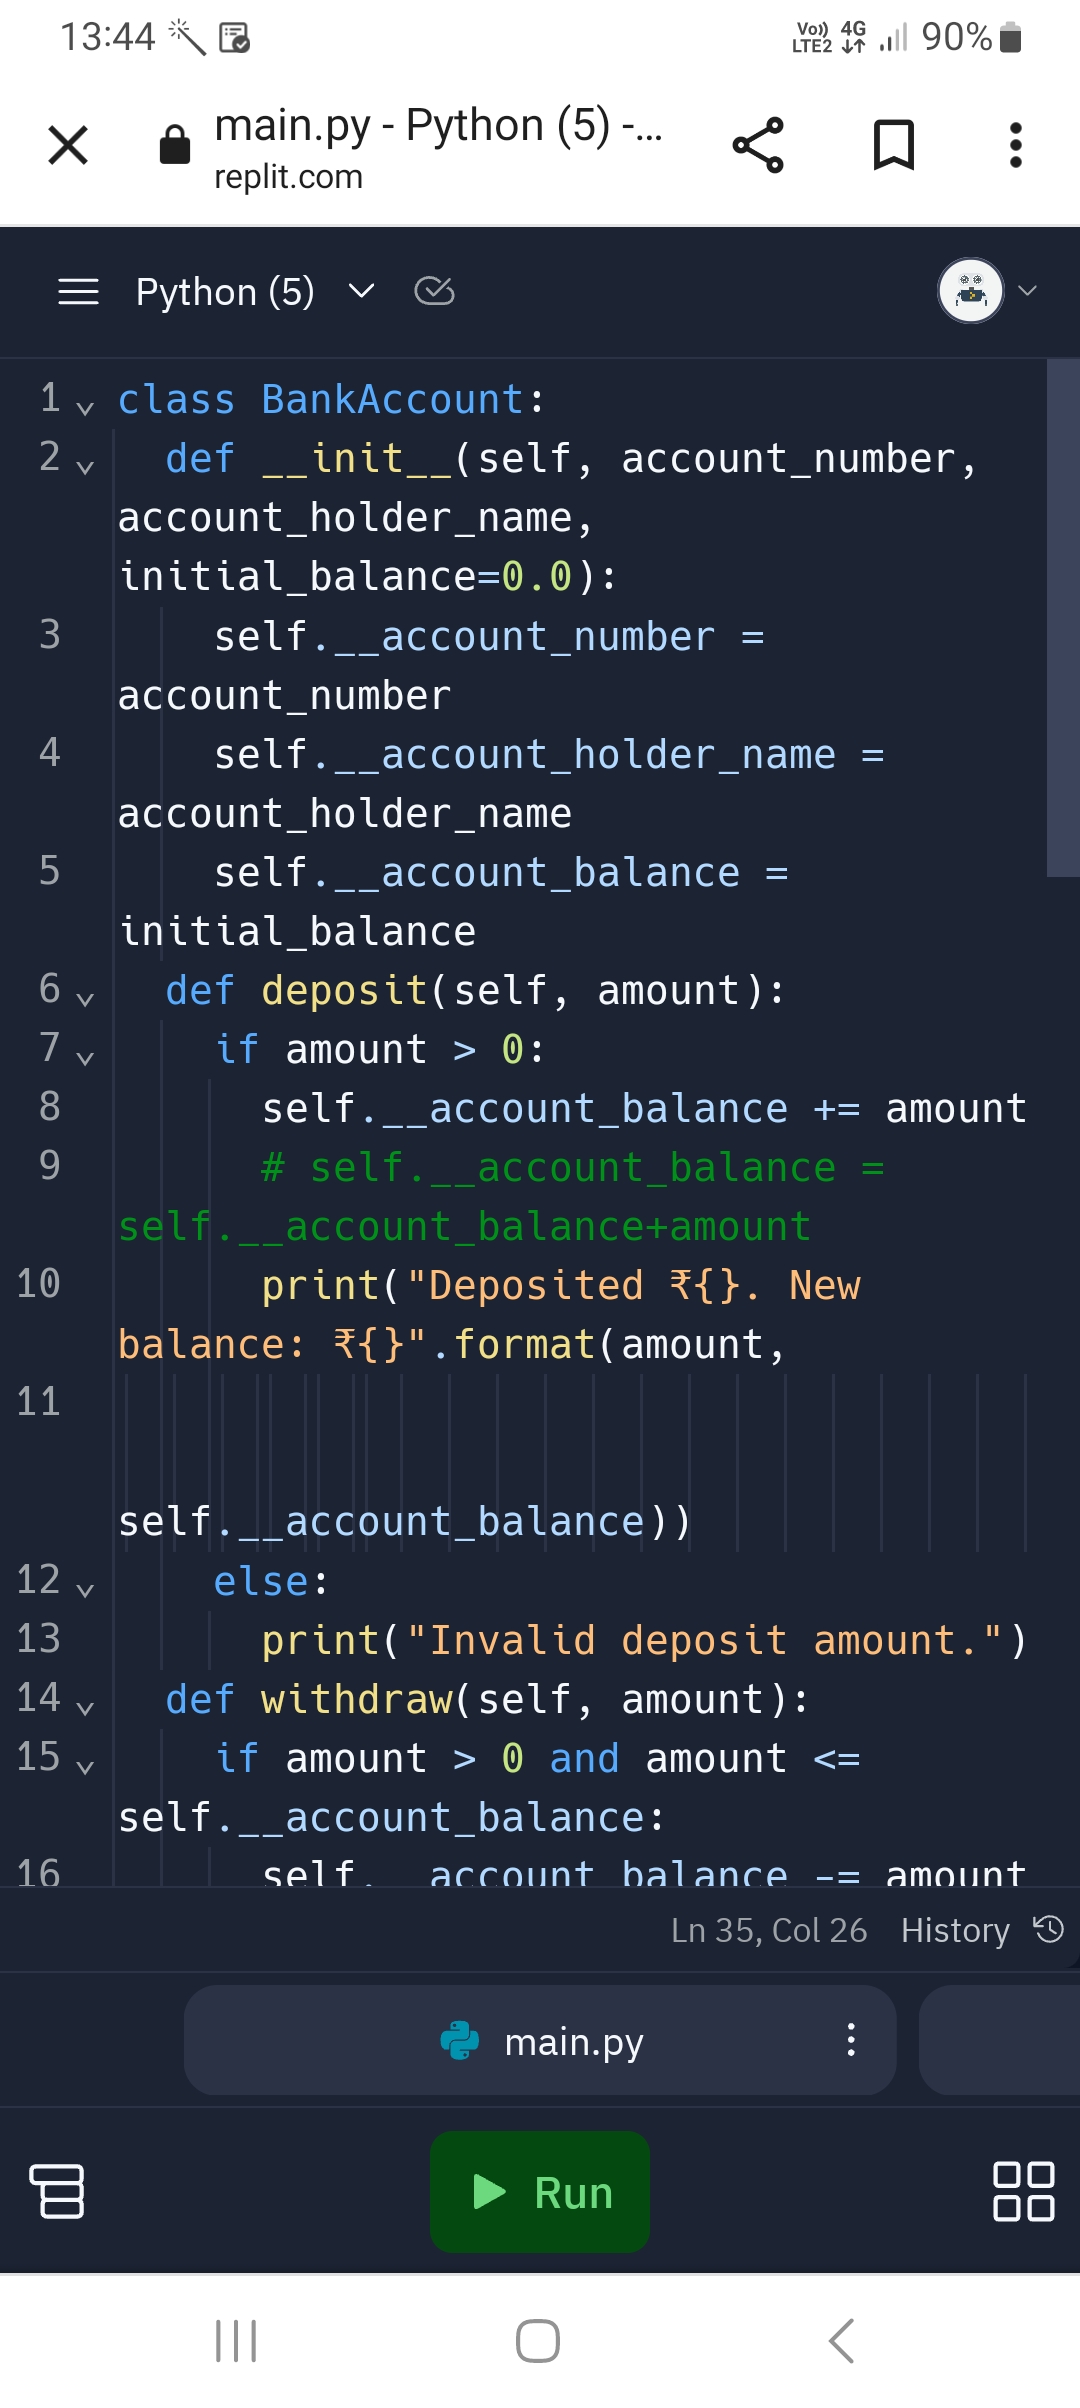 13:44 Vo)) LTE2 4G 90%
main.py - Python (5) -...
replit.com
Python (5)
1 class BankAccount:
2   def __init__(self, account_number,
account_holder_name,
initial_balance=0.0):
3     self.__account_number =
account_number
4     self.__account_holder_name =
account_holder_name
5     self.__account_balance =
initial_balance
6   def deposit(self, amount):
7     if amount > 0:
8       self.__account_balance += amount
9       # self.__account_balance =
self.__account_balance+amount
10       print("Deposited ₹{}. New
balance: ₹{}".format(amount,
11
self.__account_balance))
12     else:
13       print("Invalid deposit amount.")
14   def withdraw(self, amount):
15     if amount > 0 and amount <=
self.__account_balance:
16       self.__account_balance -= amount
Ln 35, Col 26 History
main.py
Run